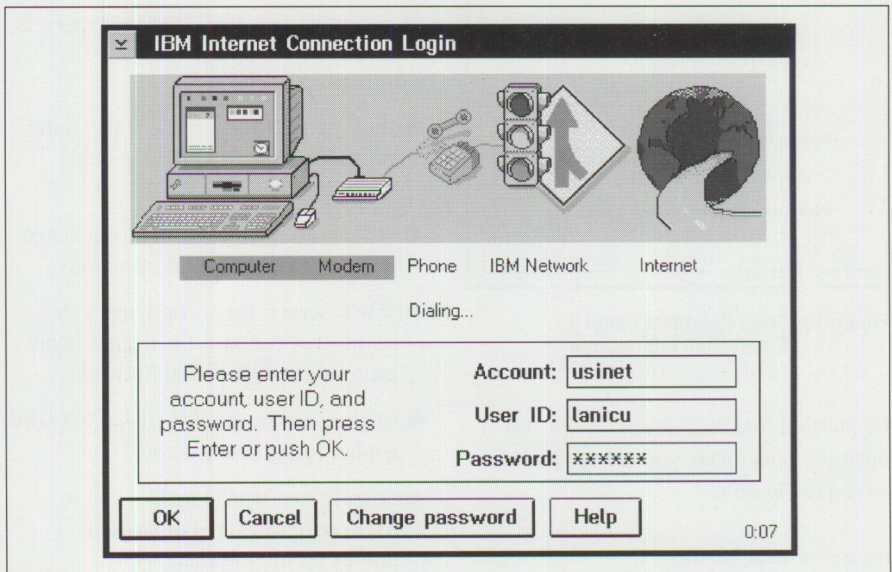 IBM Internet Connection Login
Computer Modem Phone IBM Network Internet
Dialing...
Please enter your
account, user ID, and
password. Then press
Enter or push OK.
Account: usinet
User ID: lanicu
Password: xxxxxx
OK Cancel Change password Help 0:07